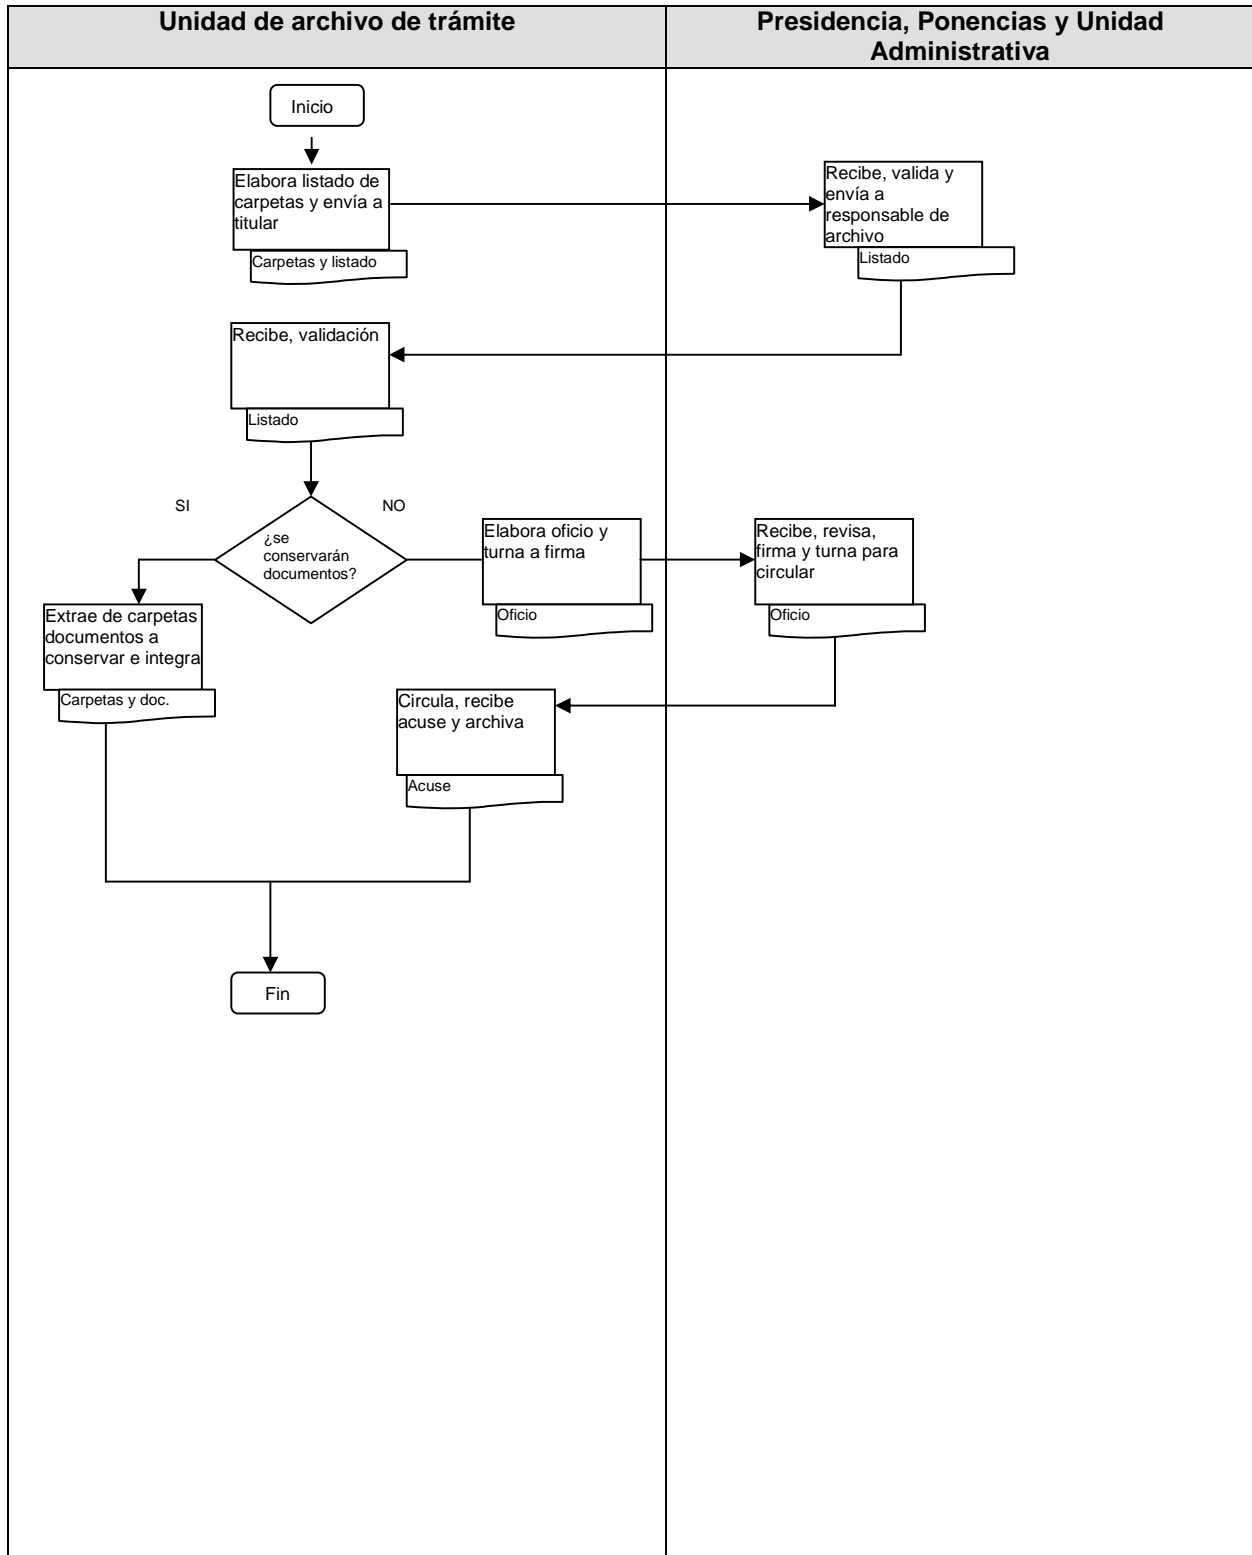 Unidad de archivo de trámite
Presidencia, Ponencias y Unidad
Administrativa
Inicio
Elabora listado de
carpetas y envía a
titular
Carpetas y listado
Recibe, valida y
envía a
responsable de
archivo
Listado
Recibe, validación
Listado
SI
NO
¿se
conservarán
documentos?
Elabora oficio y
turna a firma
Oficio
Recibe, revisa,
firma y turna para
circular
Oficio
Extrae de carpetas
documentos a
conservar e integra
Carpetas y doc.
Circula, recibe
acuse y archiva
Acuse
Fin